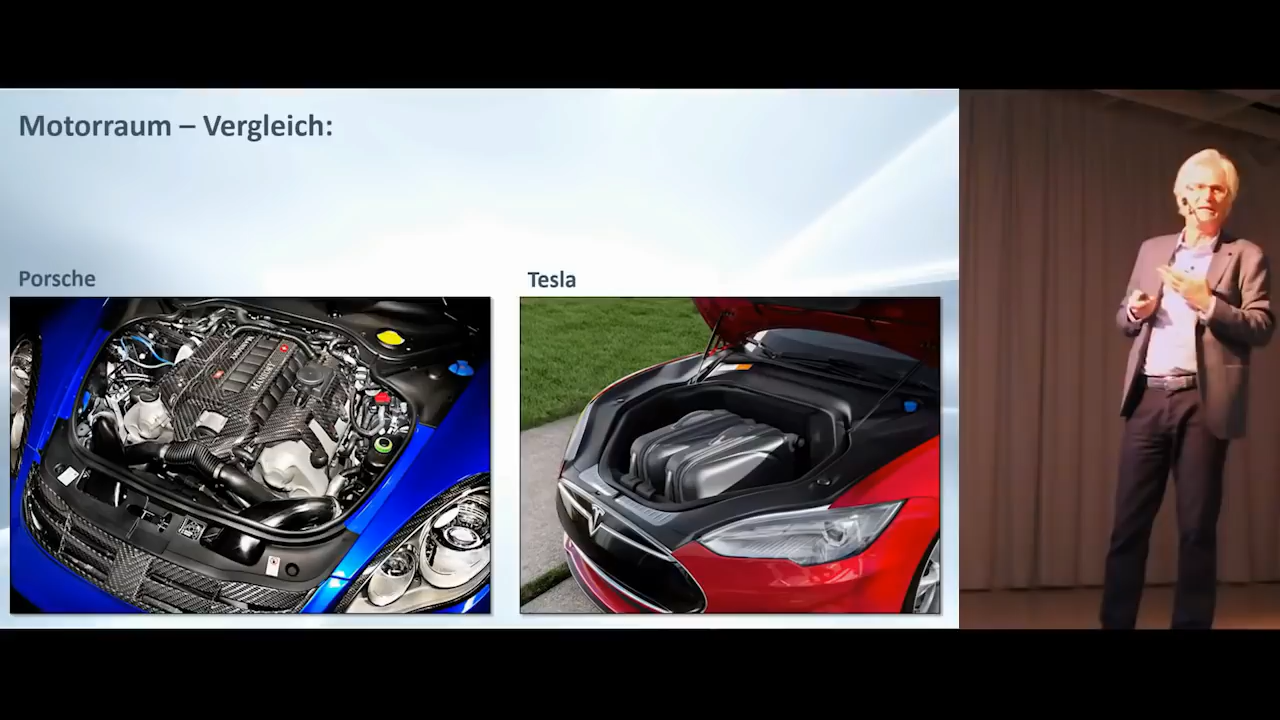 Motorraum – Vergleich:
Porsche
Tesla